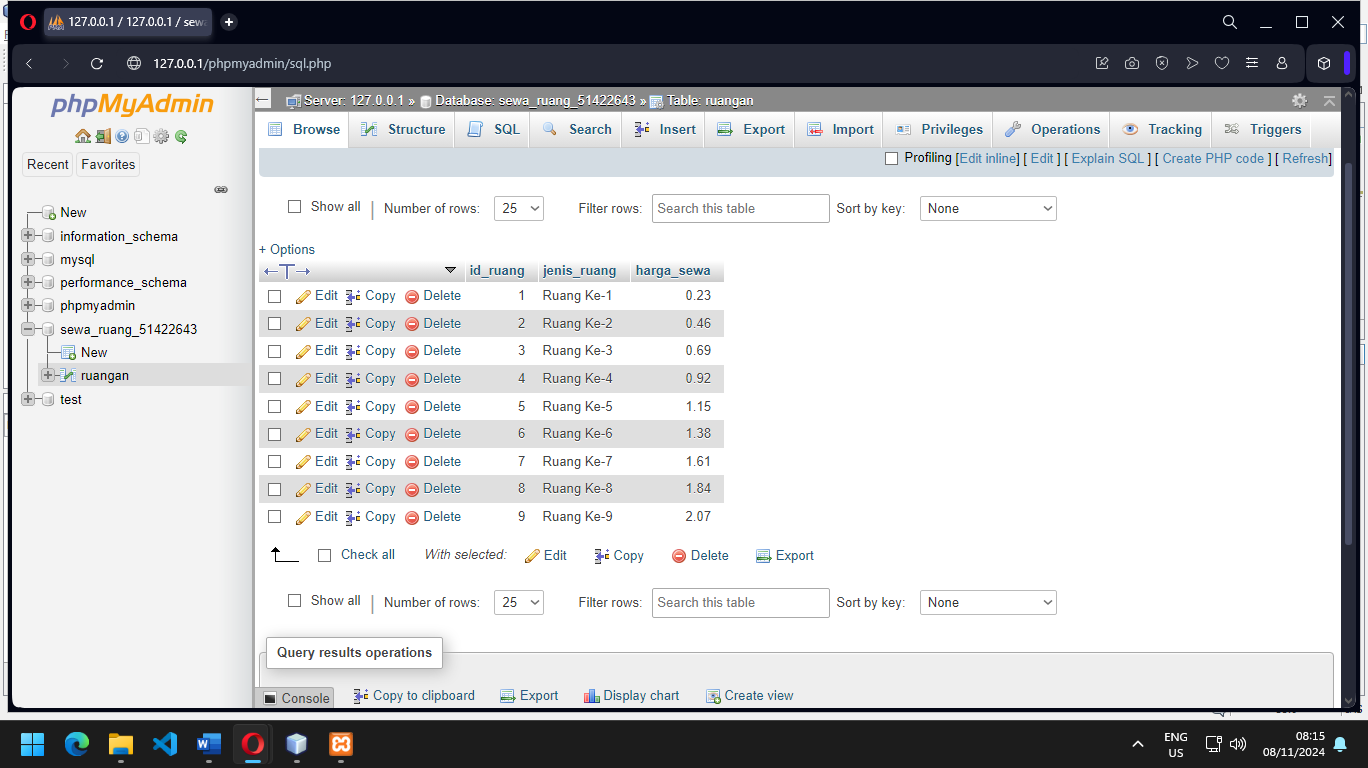 127.0.0.1 / 127.0.0.1 / sewa
127.0.0.1/phpmyadmin/sql.php
phpMyAdmin
Recent Favorites
New
information_schema
mysql
performance_schema
phpmyadmin
sewa_ruang_51422643
New
ruangan
test
Server: 127.0.0.1 » Database: sewa_ruang_51422643 » Table: ruangan
Browse Structure SQL Search Insert Export Import Privileges Operations Tracking Triggers
Profiling [Edit inline] [ Edit ] [ Explain SQL ] [ Create PHP code ] [ Refresh]
Show all | Number of rows: 25 Filter rows: Search this table Sort by key: None
+ Options
id_ruang jenis_ruang harga_sewa
Edit Copy Delete 1 Ruang Ke-1 0.23
Edit Copy Delete 2 Ruang Ke-2 0.46
Edit Copy Delete 3 Ruang Ke-3 0.69
Edit Copy Delete 4 Ruang Ke-4 0.92
Edit Copy Delete 5 Ruang Ke-5 1.15
Edit Copy Delete 6 Ruang Ke-6 1.38
Edit Copy Delete 7 Ruang Ke-7 1.61
Edit Copy Delete 8 Ruang Ke-8 1.84
Edit Copy Delete 9 Ruang Ke-9 2.07
Check all With selected: Edit Copy Delete Export
Show all | Number of rows: 25 Filter rows: Search this table Sort by key: None
Query results operations
Console Copy to clipboard Export Display chart Create view
ENG
US
08:15
08/11/2024